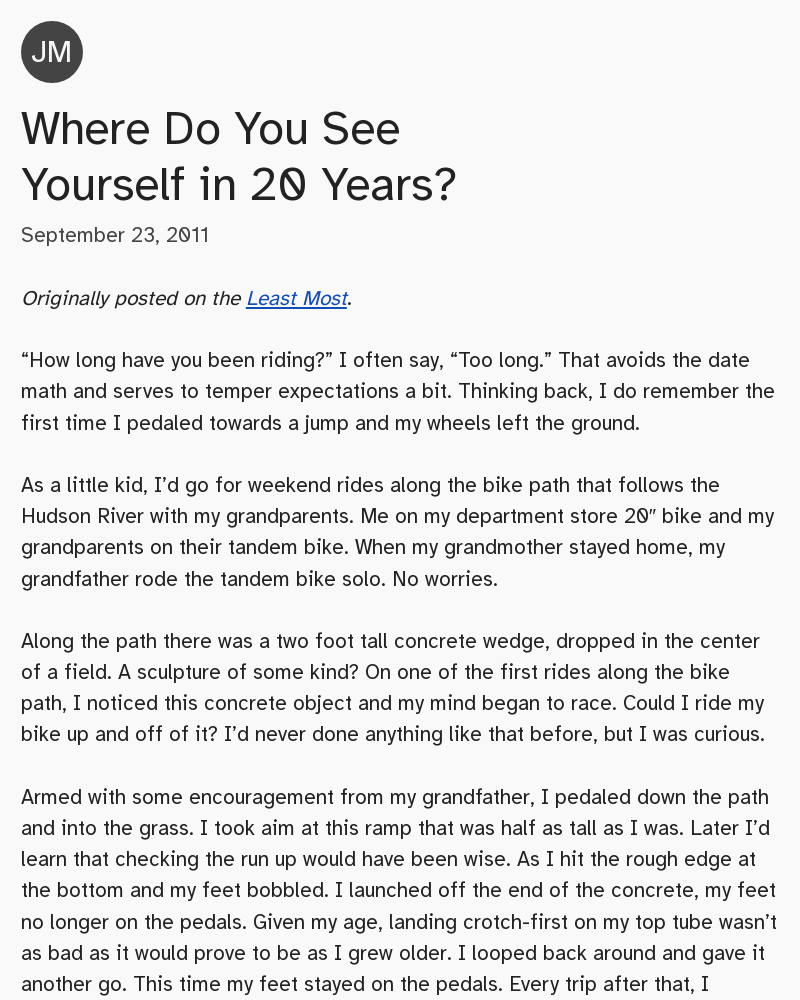 JM
Where Do You See
Yourself in 20 Years?
September 23, 2011
Originally posted on the Least Most.
“How long have you been riding?” I often say, “Too long.” That avoids the date
math and serves to temper expectations a bit. Thinking back, I do remember the
first time I pedaled towards a jump and my wheels left the ground.
As a little kid, I’d go for weekend rides along the bike path that follows the
Hudson River with my grandparents. Me on my department store 20″ bike and my
grandparents on their tandem bike. When my grandmother stayed home, my
grandfather rode the tandem bike solo. No worries.
Along the path there was a two foot tall concrete wedge, dropped in the center
of a field. A sculpture of some kind? On one of the first rides along the bike
path, I noticed this concrete object and my mind began to race. Could I ride my
bike up and off of it? I’d never done anything like that before, but I was curious.
Armed with some encouragement from my grandfather, I pedaled down the path
and into the grass. I took aim at this ramp that was half as tall as I was. Later I’d
learn that checking the run up would have been wise. As I hit the rough edge at
the bottom and my feet bobbled. I launched off the end of the concrete, my feet
no longer on the pedals. Given my age, landing crotch-first on my top tube wasn’t
as bad as it would prove to be as I grew older. I looped back around and gave it
another go. This time my feet stayed on the pedals. Every trip after that, I